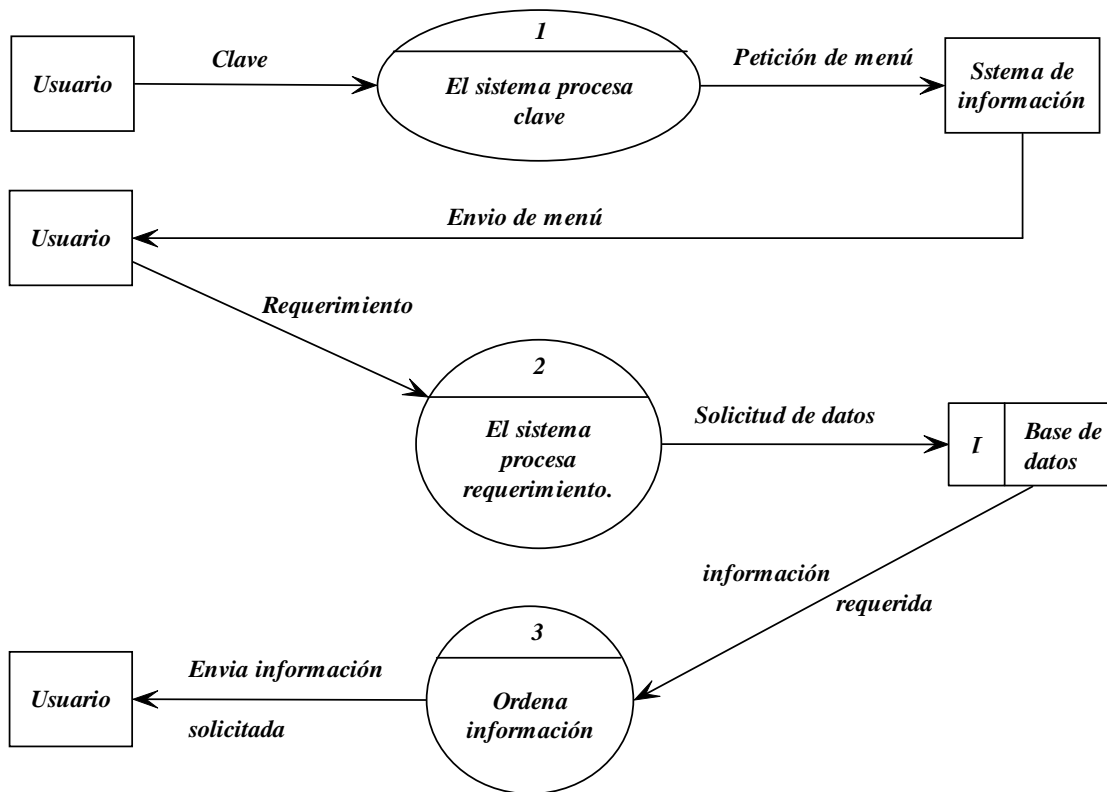 1
Usuario
Clave
El sistema procesa
clave
Petición de menú
Sstema de
información
Usuario
Envio de menú
Requerimiento
2
El sistema
procesa
requerimiento.
Solicitud de datos
I
Base de
datos
información
requerida
3
Ordena
información
Envia información
solicitada
Usuario